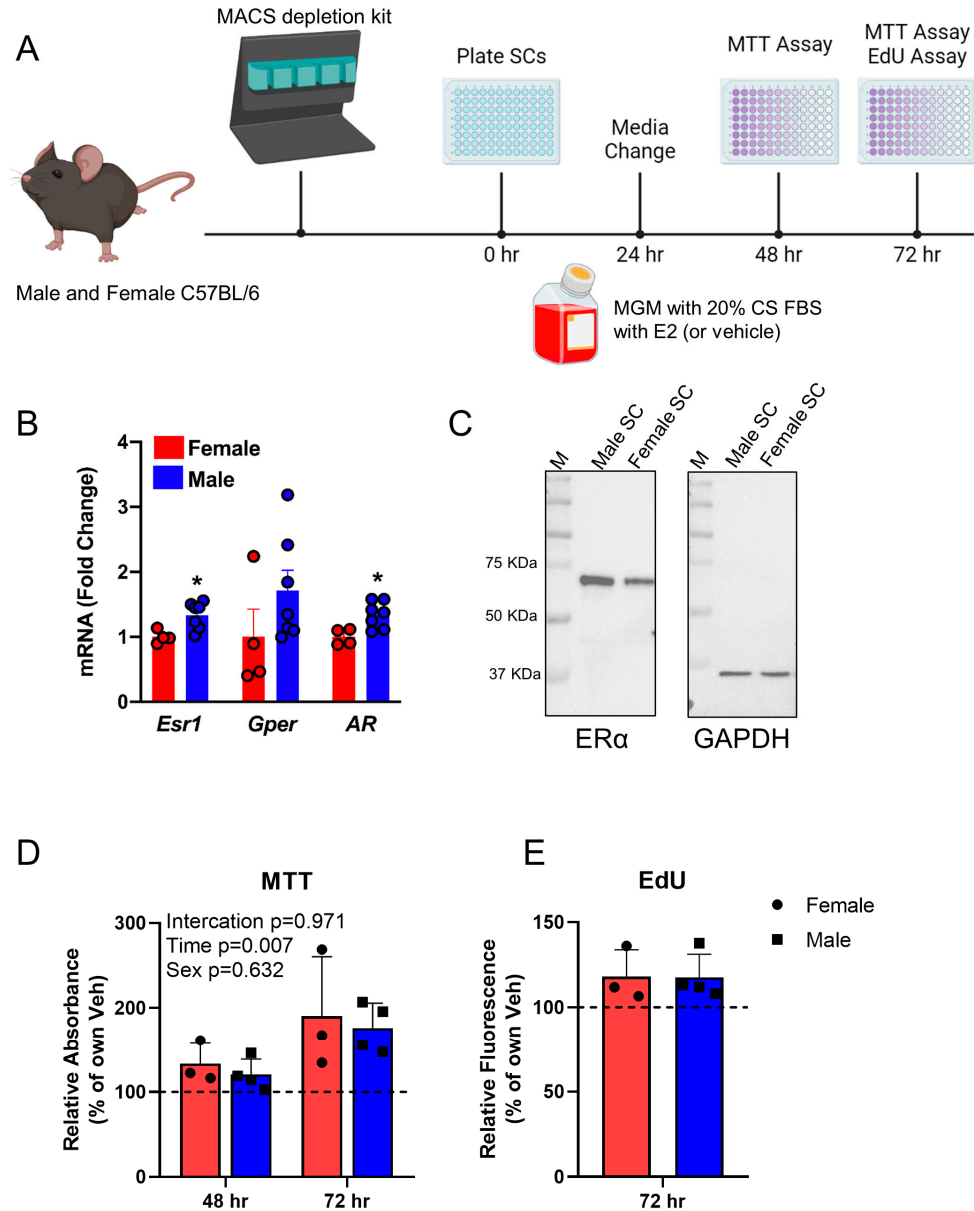 A
MACS depletion kit
Plate SCs
Media
Change
MTT Assay
MTT Assay
EdU Assay
0 hr
24 hr
48 hr
72 hr
Male and Female C57BL/6
MGM with 20% CS FBS
with E2 (or vehicle)
B
Female
Male
mRNA (Fold Change)
4
3
2
1
0
*
*
Esr1
Gper
AR
C
M
Male SC
Female SC
M
Male SC
Female SC
75 KDa
50 KDa
37 KDa
ERα
GAPDH
D
MTT
Intercation p=0.971
Time p=0.007
Sex p=0.632
Relative Absorbance
(% of own Veh)
300
200
100
0
48 hr
72 hr
E
EdU
Relative Fluorescence
(% of own Veh)
150
100
50
0
72 hr
Female
Male